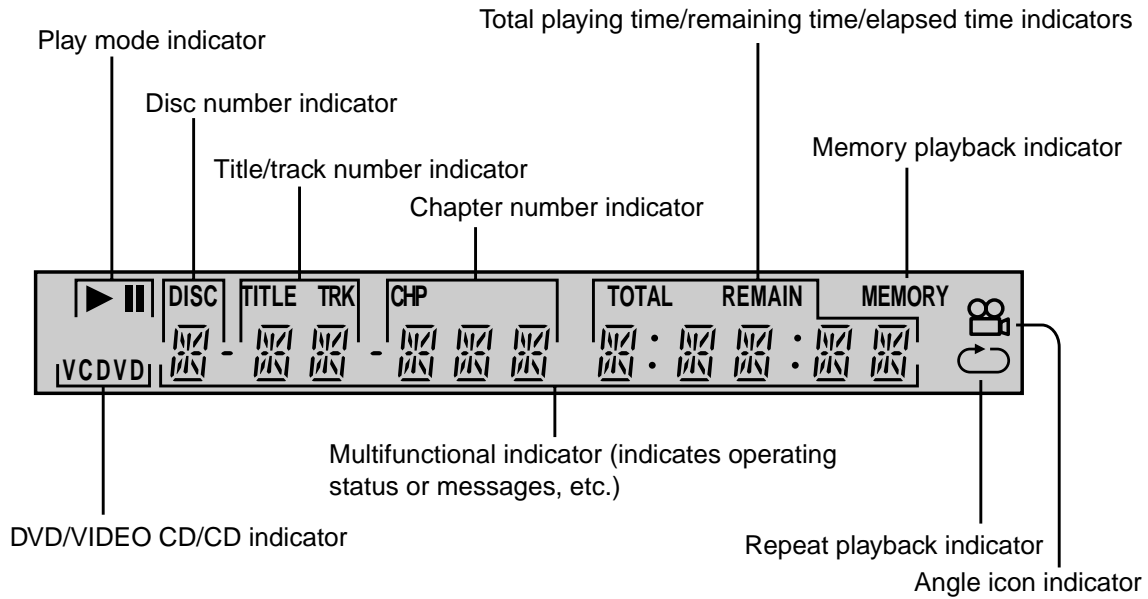 Total playing time/remaining time/elapsed time indicators
Play mode indicator
Disc number indicator
Memory playback indicator
Title/track number indicator
Chapter number indicator
DISC TITLE TRK CHP TOTAL REMAIN MEMORY
VCDVD
Multifunctional indicator (indicates operating
status or messages, etc.)
DVD/VIDEO CD/CD indicator
Repeat playback indicator
Angle icon indicator